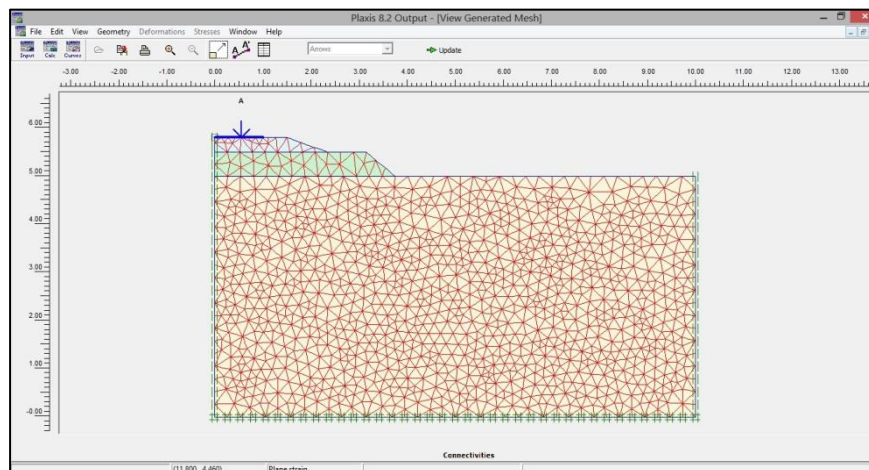 Plaxis 8.2 Output - [View Generated Mesh]
File Edit View Geometry Deformations Stresses Window Help
Input Calc Curves Arrows Update
-3.00 -2.00 -1.00 0.00 1.00 2.00 3.00 4.00 5.00 6.00 7.00 8.00 9.00 10.00 11.00 12.00 13.00
A
6.00
5.00
4.00
3.00
2.00
1.00
-0.00
Connectivities
(11.800, 4.460) Plane strain